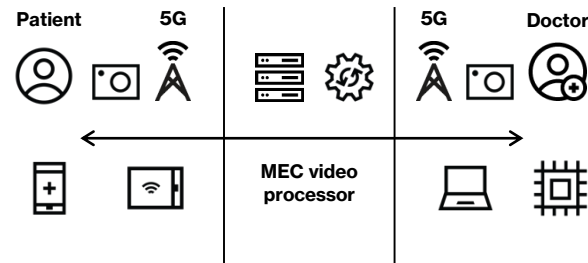 Patient
5G
5G
Doctor
MEC video
processor